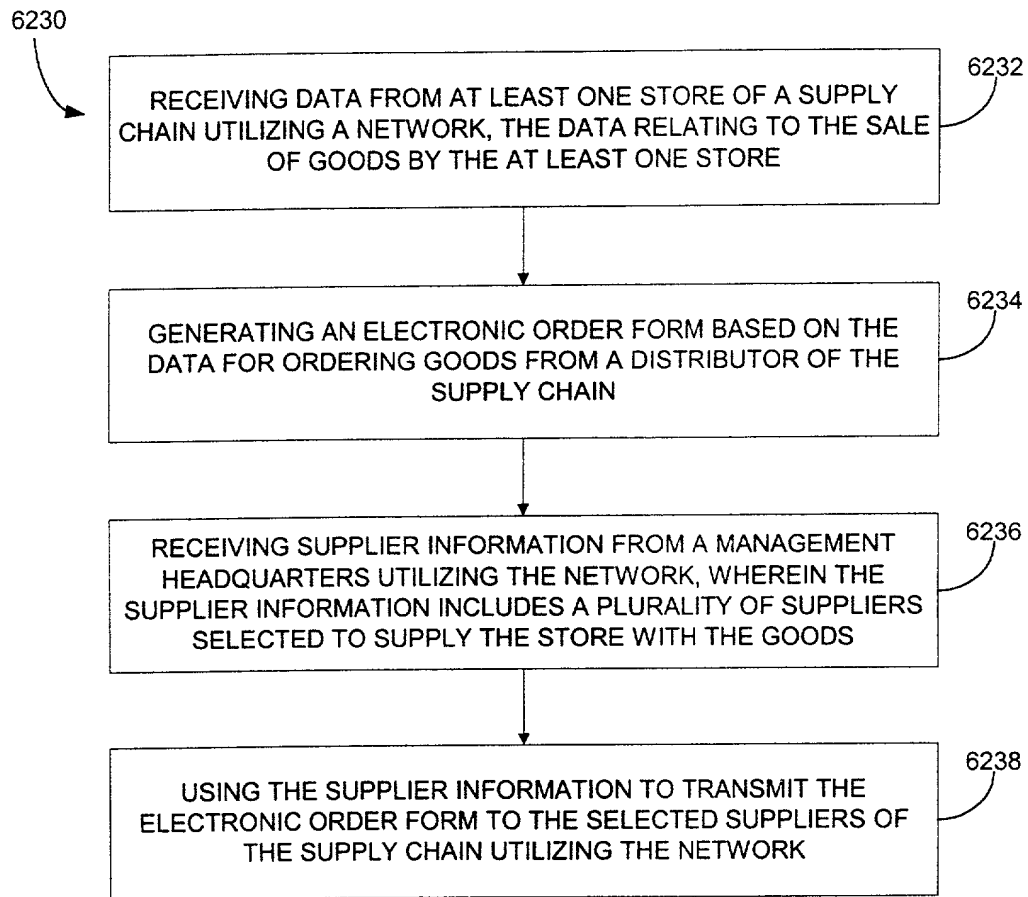 6230
6232
RECEIVING DATA FROM AT LEAST ONE STORE OF A SUPPLY
CHAIN UTILIZING A NETWORK, THE DATA RELATING TO THE SALE
OF GOODS BY THE AT LEAST ONE STORE
6234
GENERATING AN ELECTRONIC ORDER FORM BASED ON THE
DATA FOR ORDERING GOODS FROM A DISTRIBUTOR OF THE
SUPPLY CHAIN
6236
RECEIVING SUPPLIER INFORMATION FROM A MANAGEMENT
HEADQUARTERS UTILIZING THE NETWORK, WHEREIN THE
SUPPLIER INFORMATION INCLUDES A PLURALITY OF SUPPLIERS
SELECTED TO SUPPLY THE STORE WITH THE GOODS
6238
USING THE SUPPLIER INFORMATION TO TRANSMIT THE
ELECTRONIC ORDER FORM TO THE SELECTED SUPPLIERS OF
THE SUPPLY CHAIN UTILIZING THE NETWORK